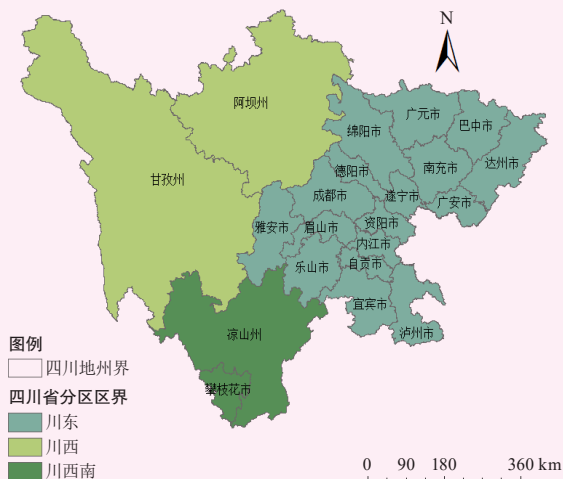 N
阿坝州
甘孜州
绵阳市
广元市
巴中市
达州市
德阳市
南充市
成都市
遂宁市
广安市
雅安市
眉山市
资阳市
内江市
乐山市
自贡市
宜宾市
泸州市
凉山州
攀枝花市
图例
四川地州界
四川省分区区界
川东
川西
川西南
0 90 180 360 km